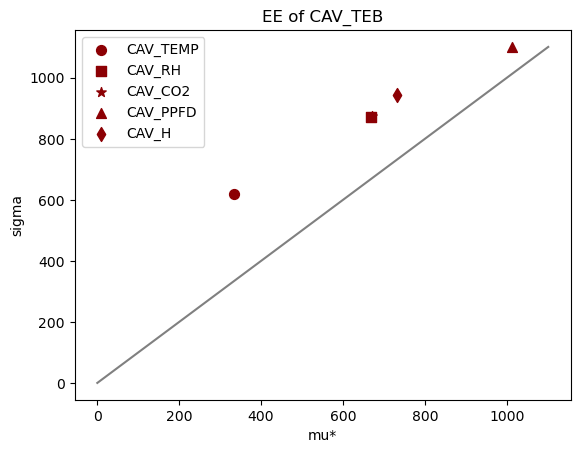 EE of CAV_TEB
CAV_TEMP
CAV_RH
CAV_CO2
CAV_PPFD
CAV_H
1000
800
600
400
200
0
sigma
0 200 400 600 800 1000
mu*